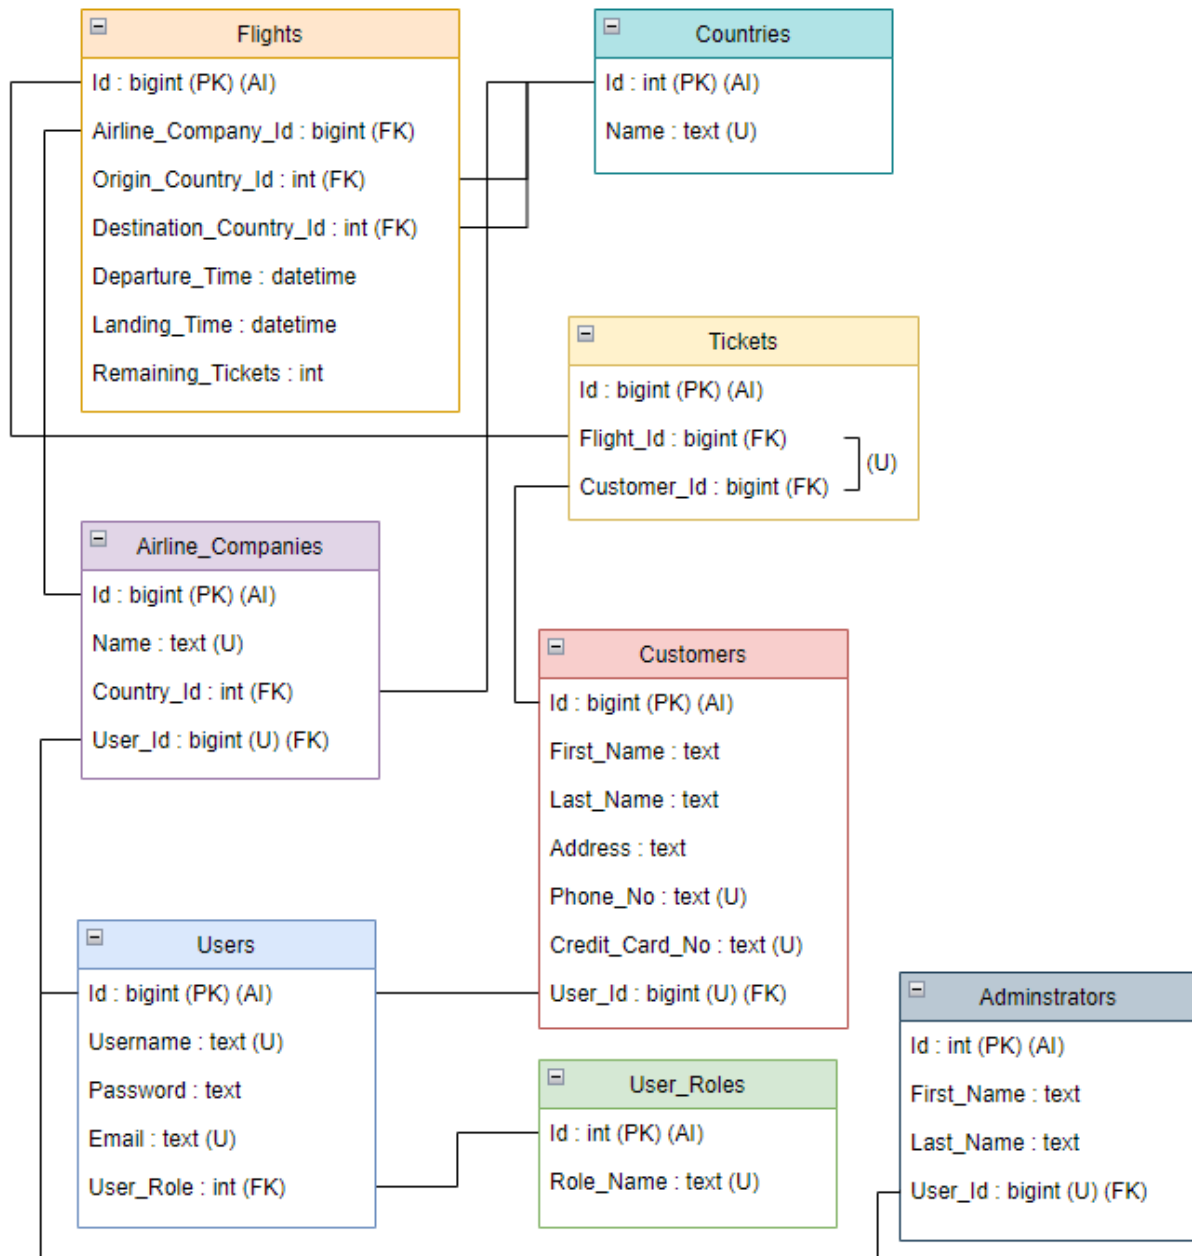 Flights
Id : bigint (PK) (AI)
Airline_Company_Id : bigint (FK)
Origin_Country_Id : int (FK)
Destination_Country_Id : int (FK)
Departure_Time : datetime
Landing_Time : datetime
Remaining_Tickets : int
Countries
Id : int (PK) (AI)
Name : text (U)
Tickets
Id : bigint (PK) (AI)
Flight_Id : bigint (FK)
Customer_Id : bigint (FK)
(U)
Airline_Companies
Id : bigint (PK) (AI)
Name : text (U)
Country_Id : int (FK)
User_Id : bigint (U) (FK)
Customers
Id : bigint (PK) (AI)
First_Name : text
Last_Name : text
Address : text
Phone_No : text (U)
Credit_Card_No : text (U)
User_Id : bigint (U) (FK)
Users
Id : bigint (PK) (AI)
Username : text (U)
Password : text
Email : text (U)
User_Role : int (FK)
User_Roles
Id : int (PK) (AI)
Role_Name : text (U)
Adminstrators
Id : int (PK) (AI)
First_Name : text
Last_Name : text
User_Id : bigint (U) (FK)